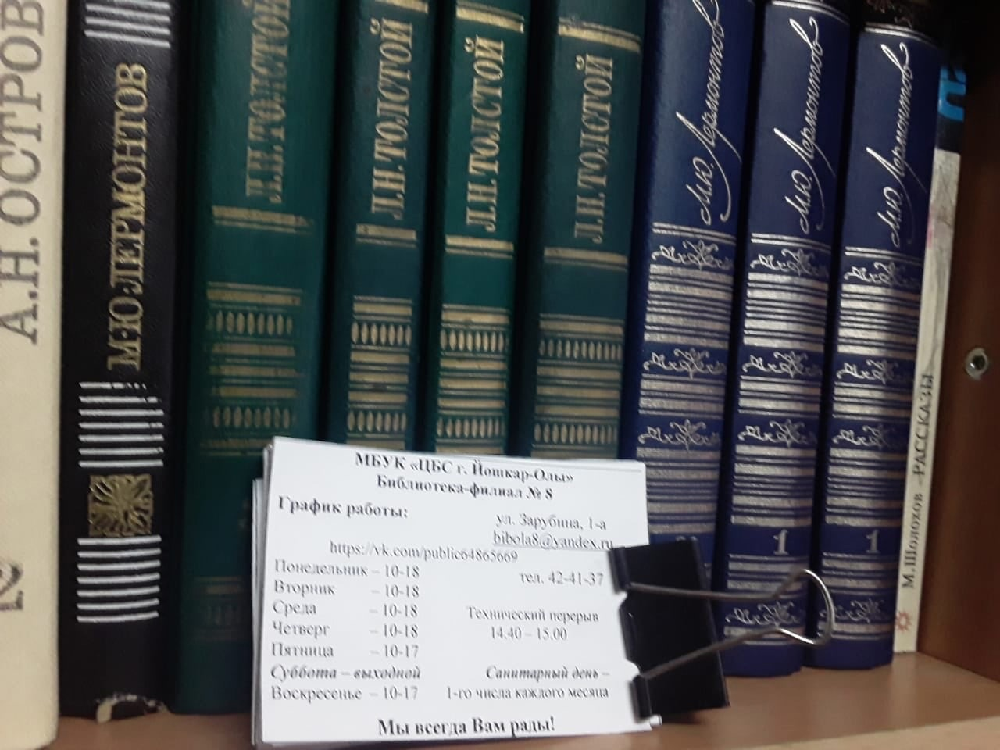 А.Н. ОСТРОВ
2
М.Ю.ЛЕРМОНТОВ
Л.Н.ТОЛСТОЙ
Л.Н.ТОЛСТОЙ
Л.Н.ТОЛСТОЙ
Л.Н.ТОЛСТОЙ
М.Ю. Лермонтов
М.Ю. Лермонтов
1
М.Ю. Лермонтов
1
М.Шолохов РАССКАЗЫ
МБУК «ЦБС г. Йошкар-Олы»
Библиотека-филиал № 8
График работы:
ул. Зарубина, 1-а
bibola8@yandex.ru
https://vk.com/public64865669
Понедельник – 10-18
тел. 42-41-37
Вторник – 10-18
Среда – 10-18
Технический перерыв
Четверг – 10-18
14.40 – 15.00
Пятница – 10-17
Суббота – выходной
Санитарный день –
Воскресенье – 10-17
1-го числа каждого месяца
Мы всегда Вам рады!